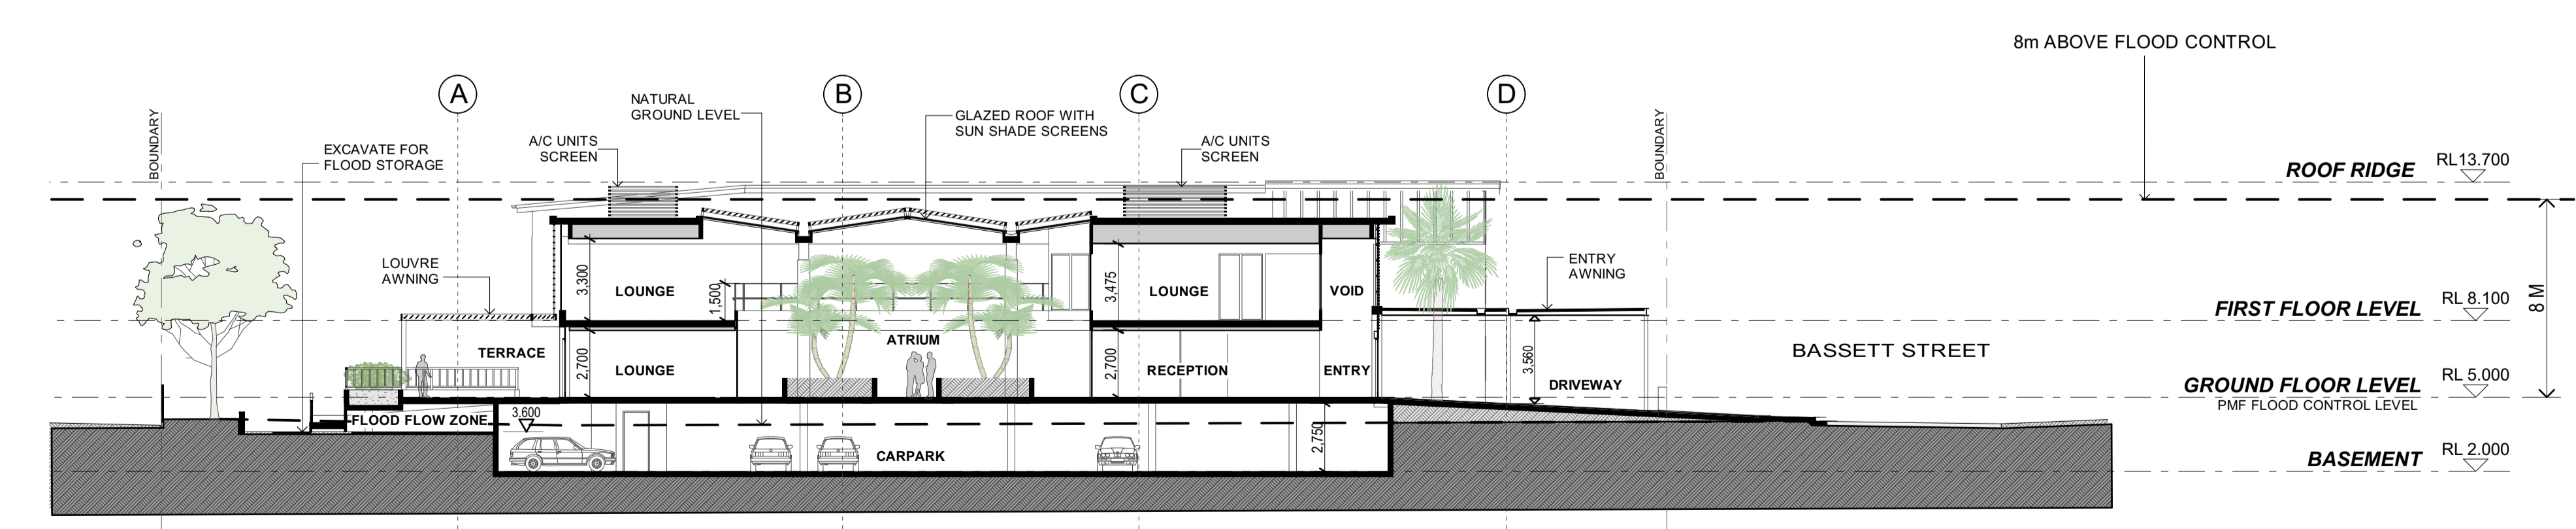 8m ABOVE FLOOD CONTROL
A
B
C
D
BOUNDARY
NATURAL
GROUND LEVEL
GLAZED ROOF WITH
SUN SHADE SCREENS
A/C UNITS
SCREEN
A/C UNITS
SCREEN
BOUNDARY
EXCAVATE FOR
FLOOD STORAGE
ROOF RIDGE
RL13.700
LOUVRE
AWNING
ENTRY
AWNING
3,300
LOUNGE
1,500
3,475
LOUNGE
VOID
FIRST FLOOR LEVEL
RL 8.100
8 M
TERRACE
ATRIUM
BASSETT STREET
2,700
LOUNGE
2,700
RECEPTION
ENTRY
3,560
DRIVEWAY
GROUND FLOOR LEVEL
RL 5.000
PMF FLOOD CONTROL LEVEL
FLOOD FLOW ZONE
3.600
2,750
CARPARK
BASEMENT
RL 2.000